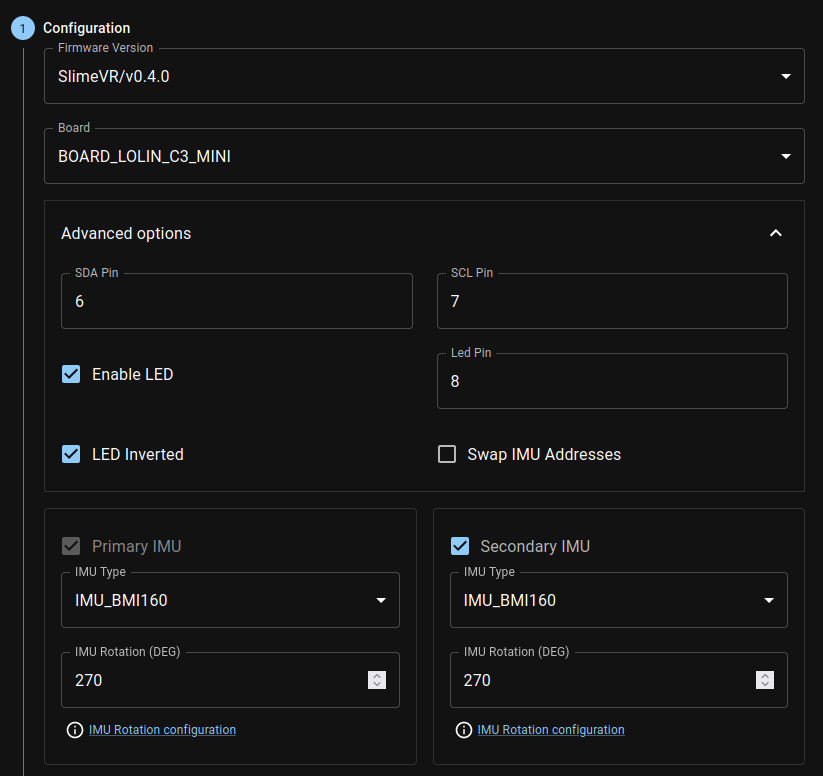 1 Configuration
Firmware Version
SlimeVR/v0.4.0
Board
BOARD_LOLIN_C3_MINI
Advanced options
SDA Pin
6
SCL Pin
7
Enable LED
Led Pin
8
LED Inverted
Swap IMU Addresses
Primary IMU
IMU Type
IMU_BMI160
IMU Rotation (DEG)
270
IMU Rotation configuration
Secondary IMU
IMU Type
IMU_BMI160
IMU Rotation (DEG)
270
IMU Rotation configuration